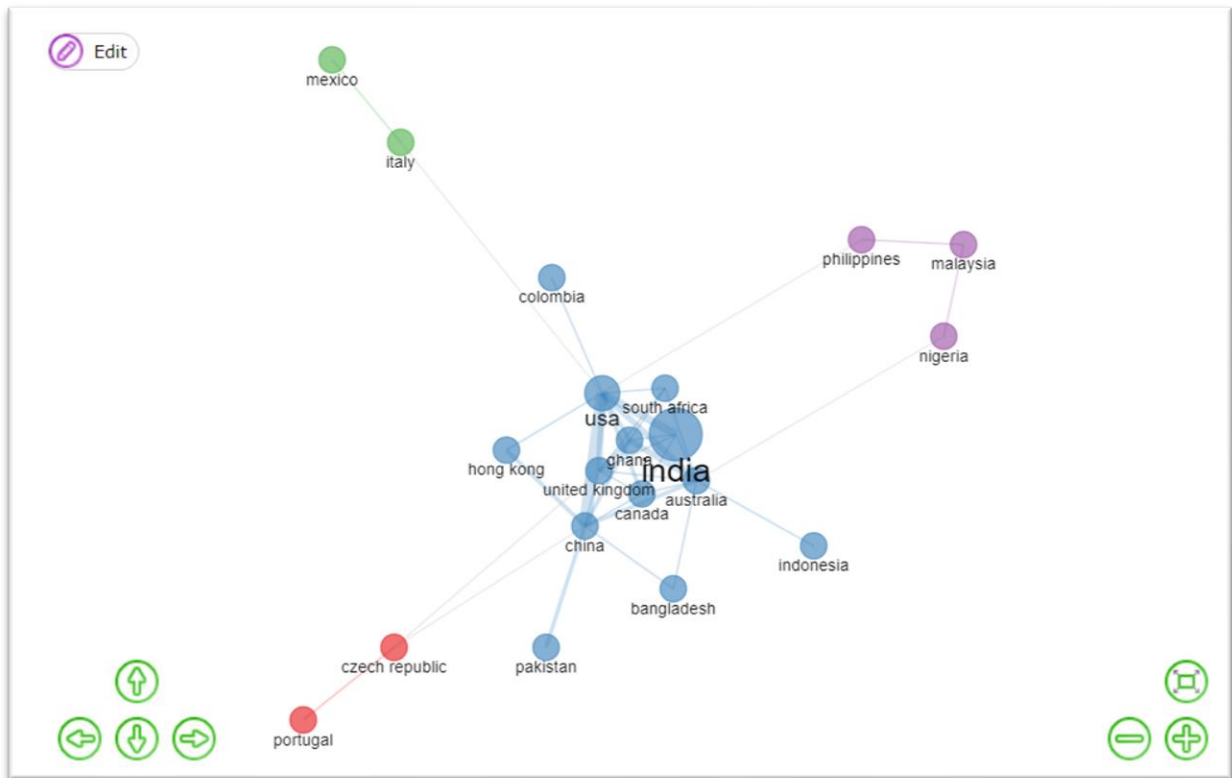 Edit
mexico
italy
philippines
malaysia
colombia
nigeria
south africa
usa
ghana
hong kong
india
united kingdom
australia
canada
china
indonesia
bangladesh
czech republic
pakistan
portugal